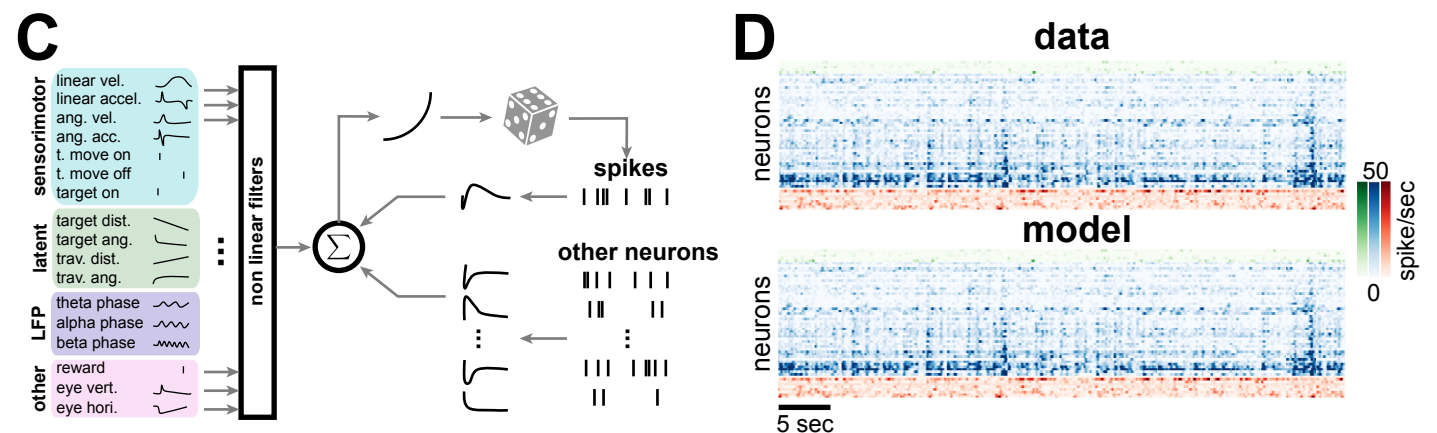 C
sensorimotor
linear vel.
linear accel.
ang. vel.
ang. acc.
t. move on
t. move off
target on
latent
target dist.
target ang.
trav. dist.
trav. ang.
LFP
theta phase
alpha phase
beta phase
other
reward
eye vert.
eye hori.
...
non linear filters
Σ
spikes
other neurons
...
...
D
data
neurons
model
neurons
50
0
spike/sec
5 sec